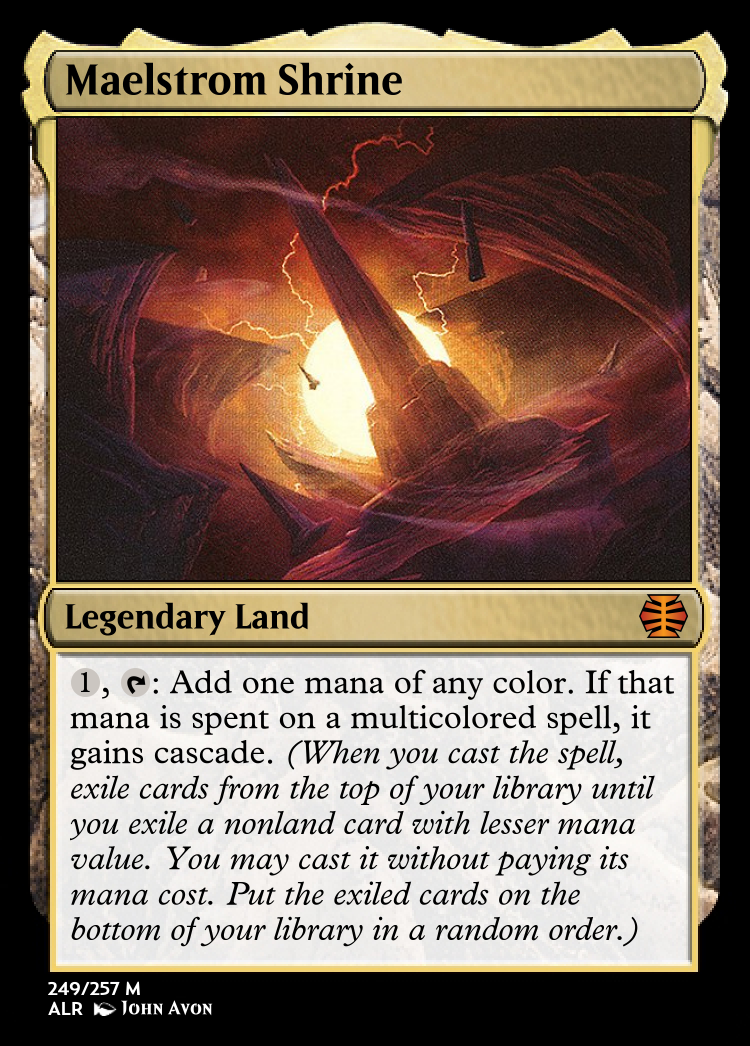 Maelstrom Shrine
Legendary Land
1, : Add one mana of any color. If that
mana is spent on a multicolored spell, it
gains cascade. (When you cast the spell,
exile cards from the top of your library until
you exile a nonland card with lesser mana
value. You may cast it without paying its
mana cost. Put the exiled cards on the
bottom of your library in a random order.)
249/257 M
ALR John Avon